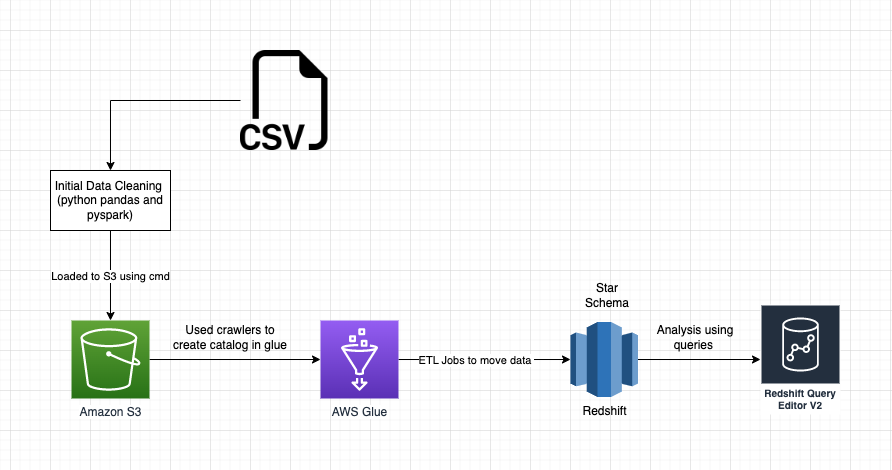 CSV
Initial Data Cleaning
(python pandas and
pyspark)
Loaded to S3 using cmd
Star
Schema
Used crawlers to
create catalog in glue
ETL Jobs to move data
Analysis using
queries
Amazon S3
AWS Glue
Redshift
Redshift Query
Editor V2